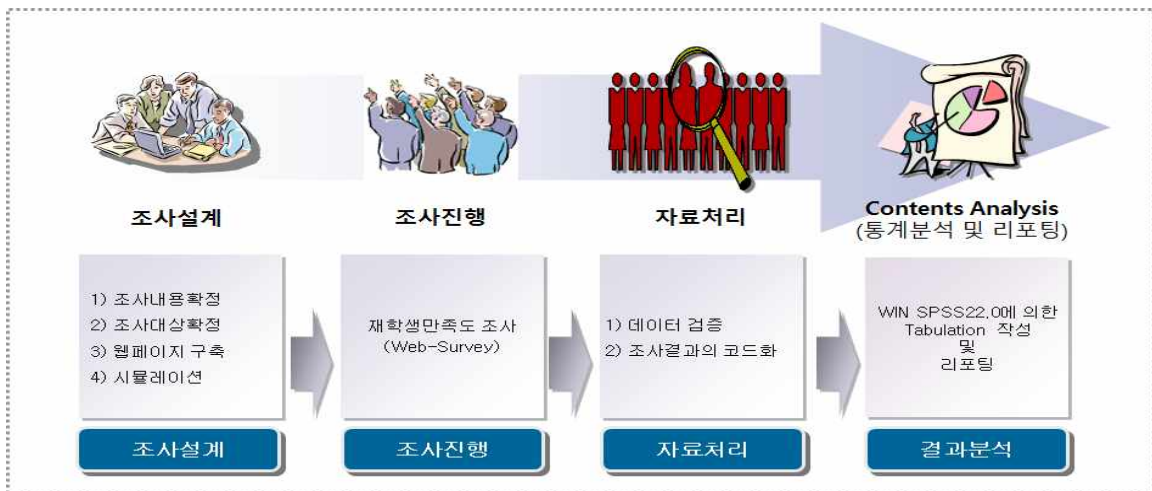 조사설계
조사진행
자료처리
Contents Analysis
(통계분석 및 리포팅)
1) 조사내용확정
2) 조사대상확정
3) 웹페이지 구축
4) 시뮬레이션
재학생만족도 조사
(Web-Survey)
1) 데이터 검증
2) 조사결과의 코드화
WIN SPSS22.0에 의한
Tabulation 작성
및
리포팅
조사설계
조사진행
자료처리
결과분석